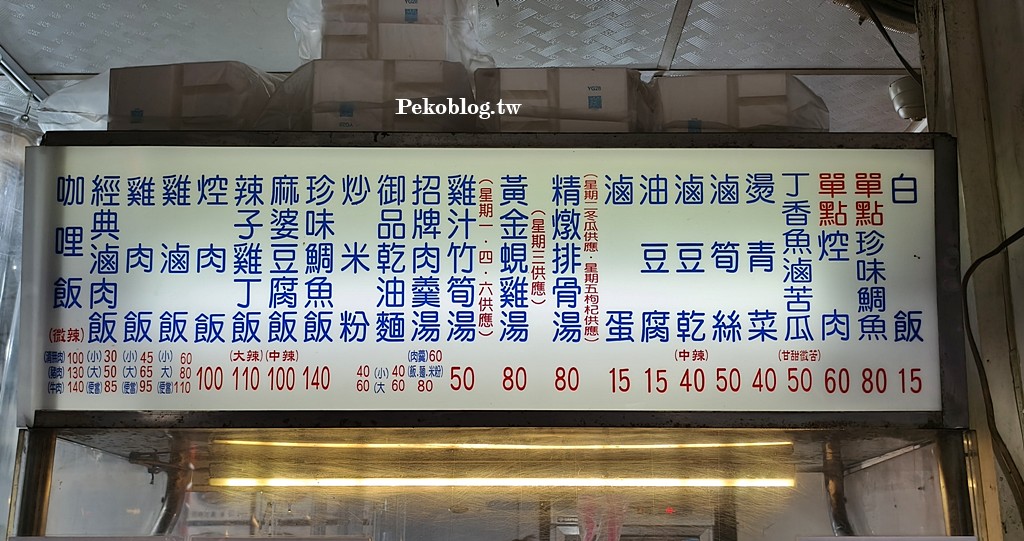 Pekoblog.tw
咖哩飯
(微辣)
100
(雞肉) 130
(牛肉) 140
經典滷肉飯
(小) 30
(大) 50
(便當) 85
雞肉飯
(小) 45
(大) 65
(便當) 95
雞滷飯
(小) 60
(大) 80
(便當) 110
焢肉飯
100
辣子雞丁飯
(大辣)
110
麻婆豆腐飯
(中辣)
100
珍味鯛魚飯
140
炒米粉
40
60
御品乾油麵
(小) 40
(大) 60
招牌肉羹湯
(肉羹) 60
(飯.麵.米粉)
80
雞汁竹筍湯
(星期一.四.六供應)
50
黃金蜆雞湯
(星期三供應)
80
精燉排骨湯
(星期二冬瓜供應.星期五枸杞供應)
80
滷蛋
15
油豆腐
15
滷豆乾
(中辣)
40
滷筍絲
50
燙青菜
40
丁香魚滷苦瓜
(甘甜微苦)
50
單點焢肉
60
單點珍味鯛魚
80
白飯
15